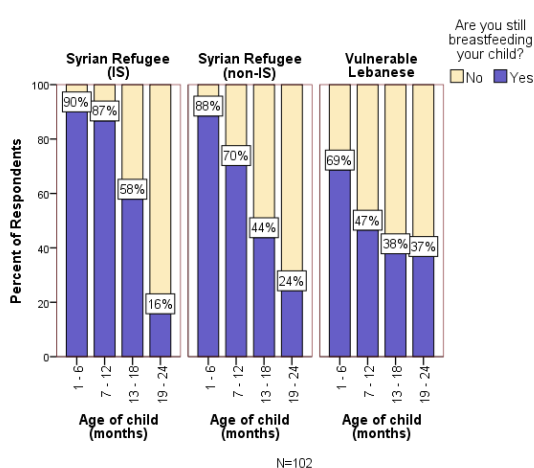 Are you still
breastfeeding
your child?
No Yes
Syrian Refugee
(IS)
Syrian Refugee
(non-IS)
Vulnerable
Lebanese
Percent of Respondents
100
80
60
40
20
0
90% 87% 58% 16%
88% 70% 44% 24%
69% 47% 38% 37%
1 - 6 7 - 12 13 - 18 19 - 24
1 - 6 7 - 12 13 - 18 19 - 24
1 - 6 7 - 12 13 - 18 19 - 24
Age of child
(months)
Age of child
(months)
Age of child
(months)
N=102